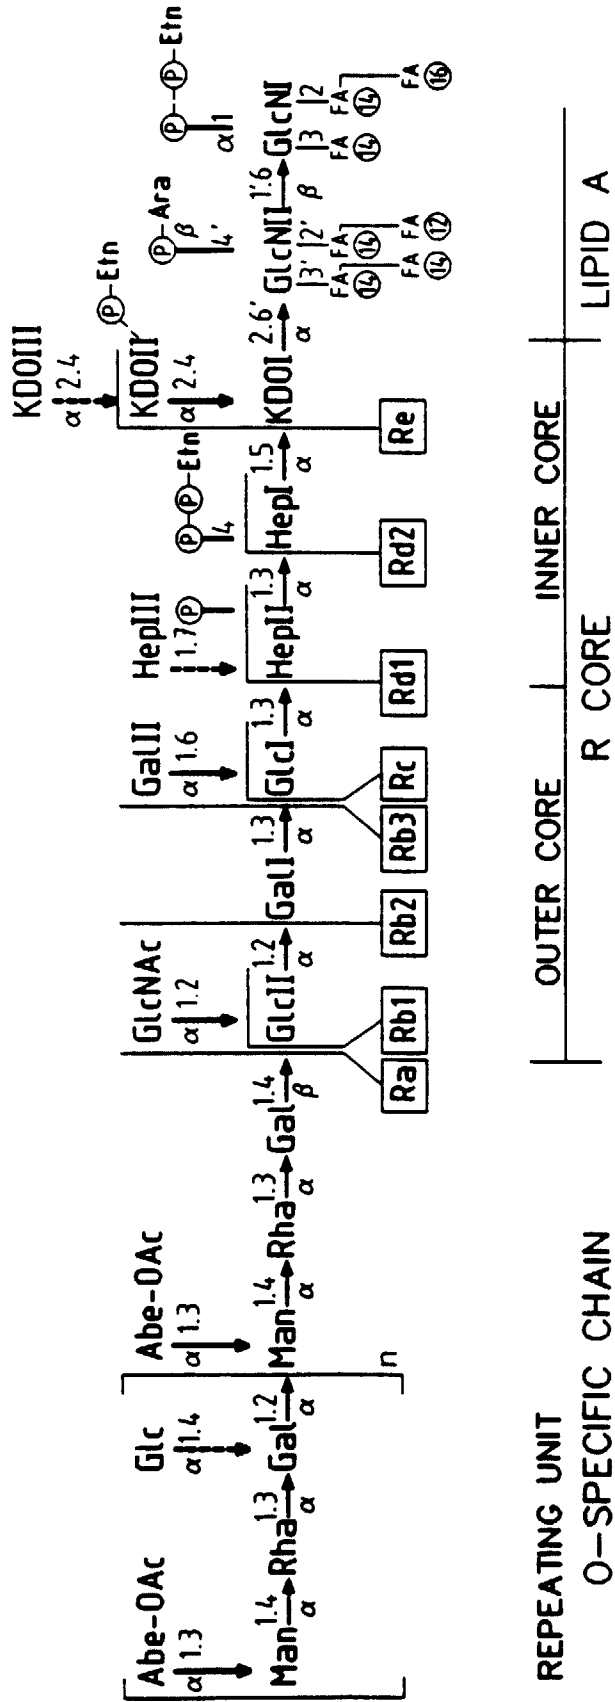 Abe-OAc Glc Abe-OAc GlcNAc GalII HepIII KDOIII
α 1.3 α 1.4 α 1.3 α 1.2 α 1.6 1.7 P P-P-Etn α 2.4
KDOII P-Etn P-Ara P-P-Etn
4 α 2.4 β 4' α 1
Man 1.4 α Rha 1.3 α Gal 1.2 α Man 1.4 α Rha 1.3 α Gal 1.4 β GlcII 1.2 α GalI 1.3 α GlcI 1.3 α HepII 1.3 α HepI 1.5 α KDOI 2.6' α GlcNII 1'.6 β GlcNI
n
3' 2' 3 2
FA FA FA FA
14 14 14 14
FA FA FA
14 12 16
Ra Rb1 Rb2 Rb3 Rc Rd1 Rd2 Re
REPEATING UNIT OUTER CORE INNER CORE
O-SPECIFIC CHAIN R CORE LIPID A